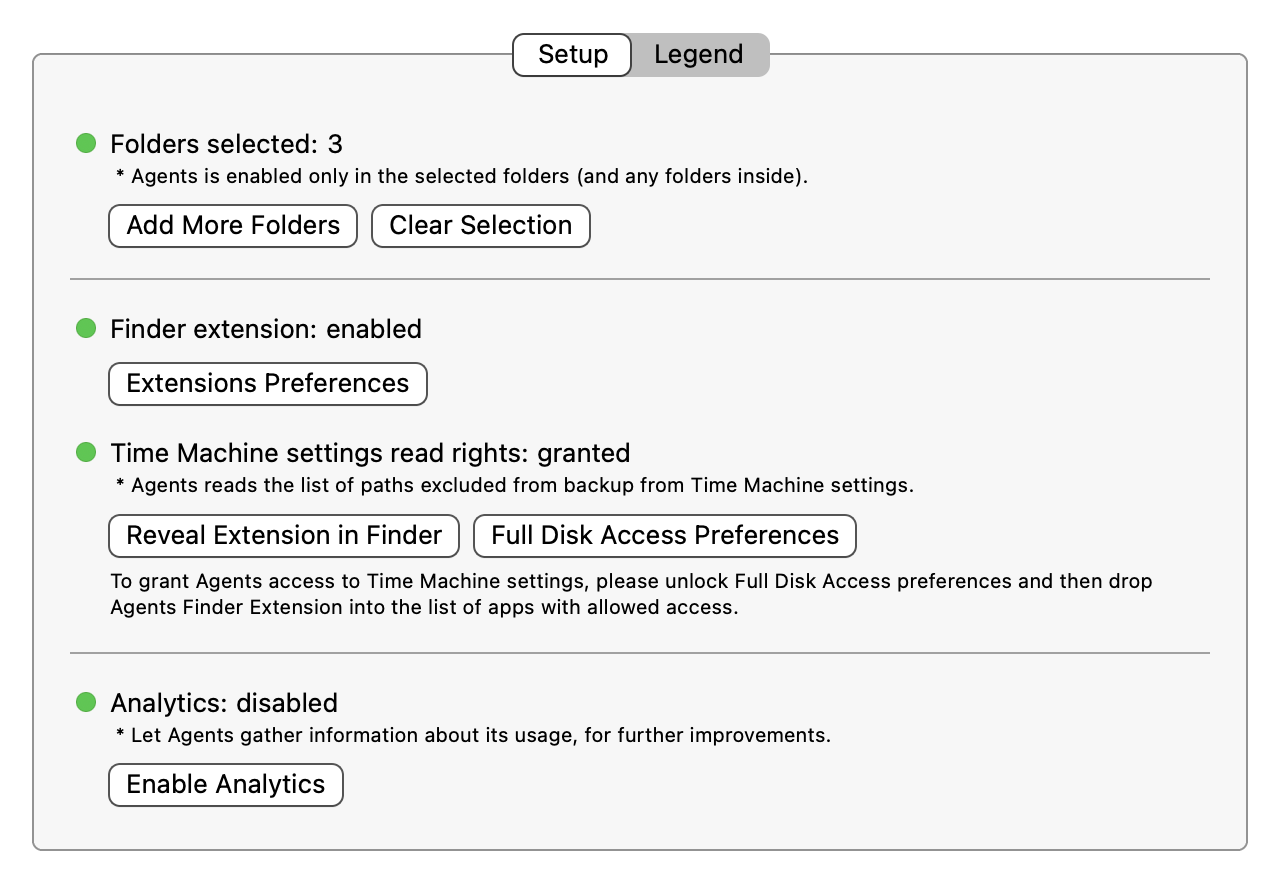 Setup Legend
Folders selected: 3
* Agents is enabled only in the selected folders (and any folders inside).
Add More Folders Clear Selection
Finder extension: enabled
Extensions Preferences
Time Machine settings read rights: granted
* Agents reads the list of paths excluded from backup from Time Machine settings.
Reveal Extension in Finder Full Disk Access Preferences
To grant Agents access to Time Machine settings, please unlock Full Disk Access preferences and then drop
Agents Finder Extension into the list of apps with allowed access.
Analytics: disabled
* Let Agents gather information about its usage, for further improvements.
Enable Analytics